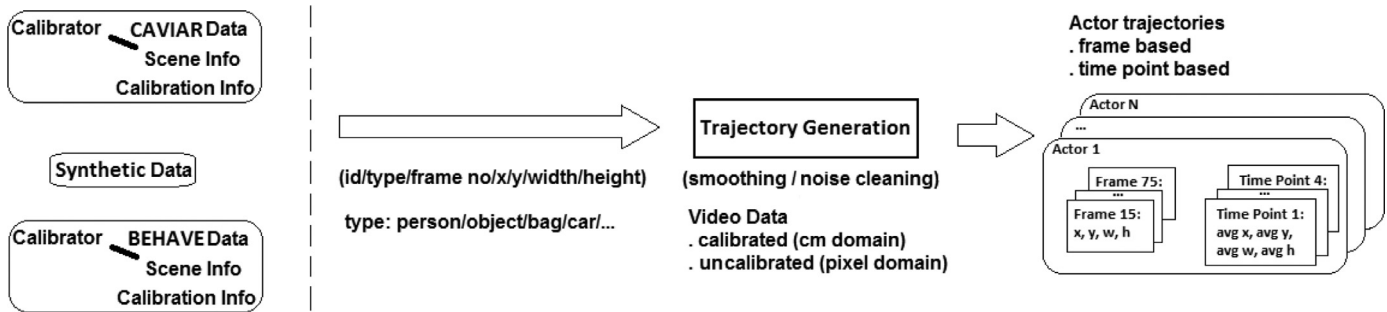 Calibrator CAVIAR Data
Scene Info
Calibration Info
Synthetic Data
Calibrator BEHAVE Data
Scene Info
Calibration Info
(id/type/frame no/x/y/width/height)
type: person/object/bag/car/...
Trajectory Generation
(smoothing / noise cleaning)
Video Data
. calibrated (cm domain)
. uncalibrated (pixel domain)
Actor trajectories
. frame based
. time point based
Actor N
...
Actor 1
Frame 75:
...
Frame 15:
x, y, w, h
Time Point 4:
...
Time Point 1:
avg x, avg y,
avg w, avg h